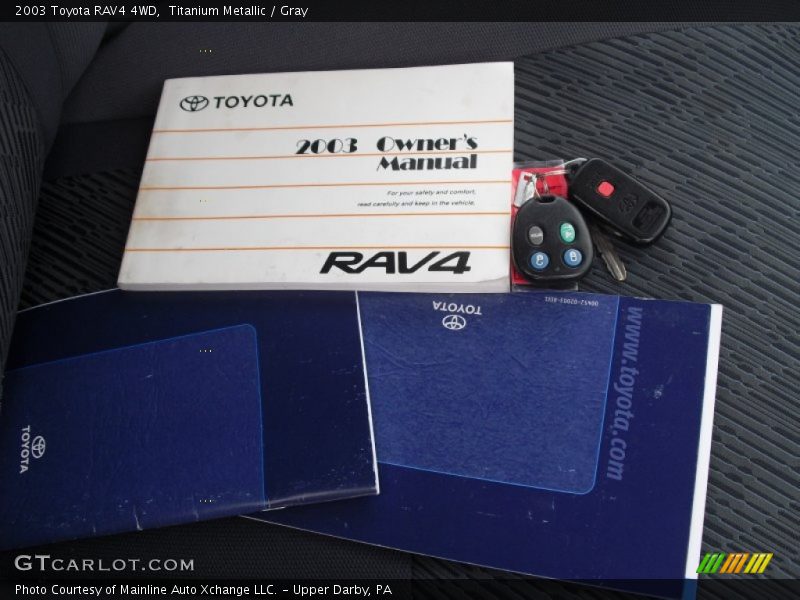 2003 Toyota RAV4 4WD,  Titanium Metallic / Gray
TOYOTA
2003 Owner's
Manual
For your safety and comfort,
read carefully and keep in the vehicle.
RAV4
TOYOTA
www.toyota.com
TOYOTA
GTCARLOT.COM
Photo Courtesy of Mainline Auto Xchange LLC. – Upper Darby, PA